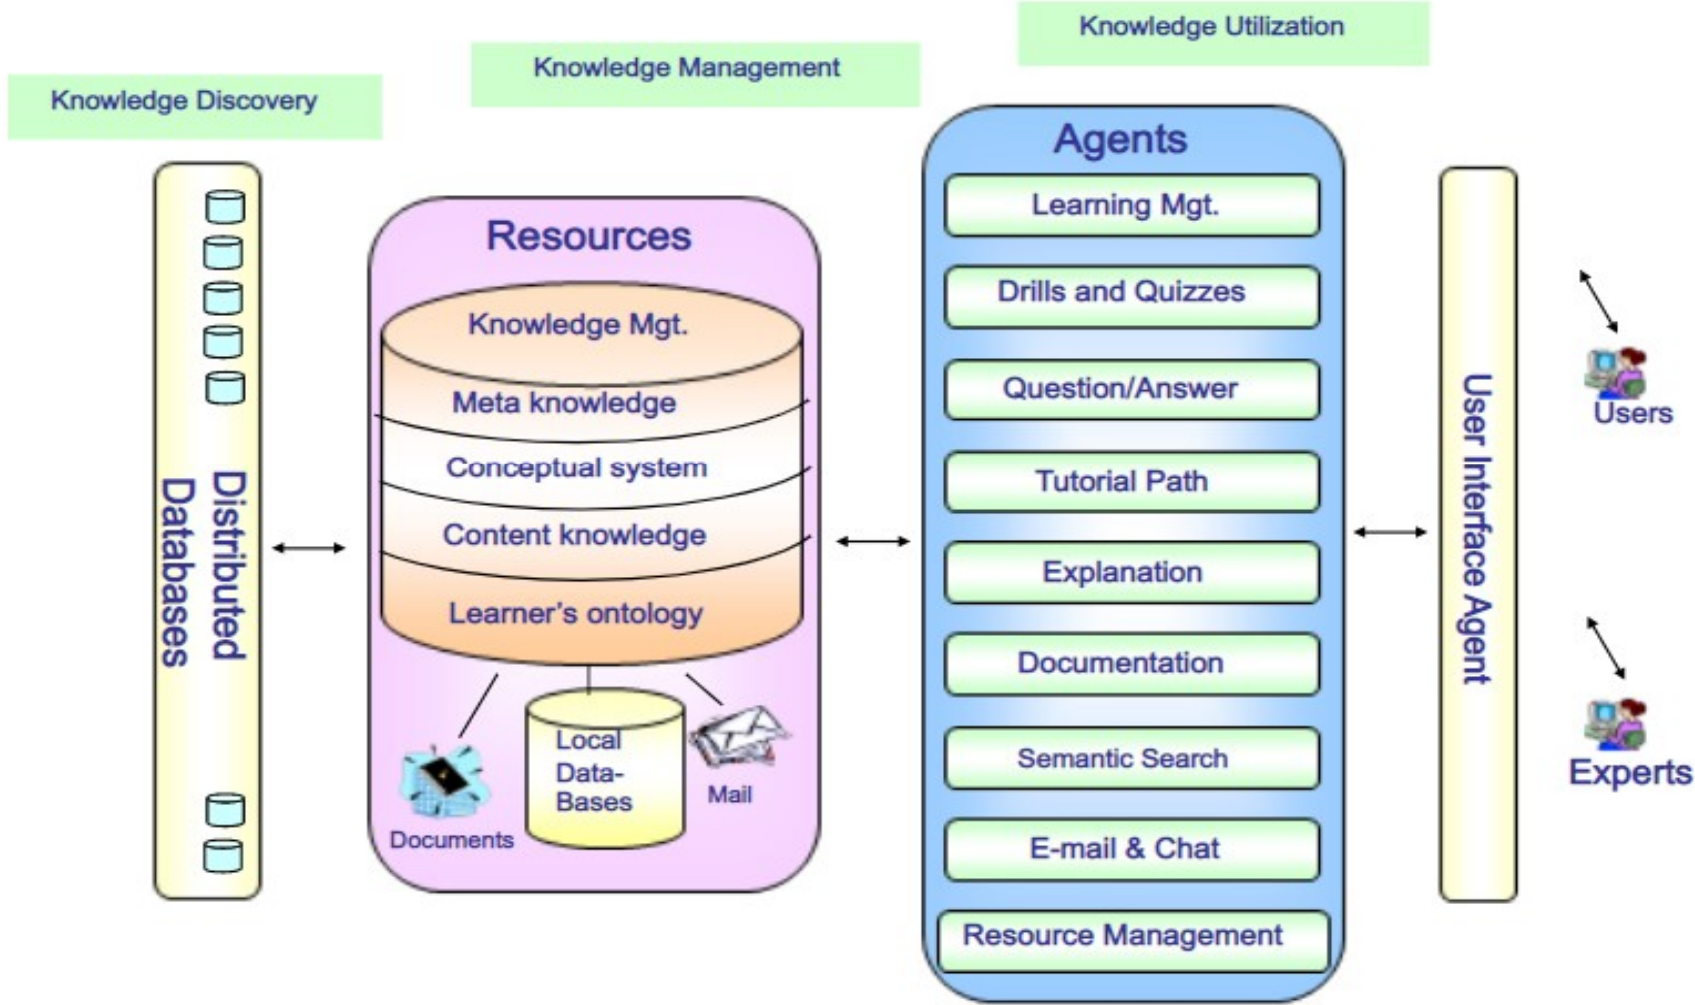 Knowledge Discovery
Knowledge Management
Knowledge Utilization
Distributed
Databases
Resources
Knowledge Mgt.
Meta knowledge
Conceptual system
Content knowledge
Learner's ontology
Documents
Local
Data-
Bases
Mail
Agents
Learning Mgt.
Drills and Quizzes
Question/Answer
Tutorial Path
Explanation
Documentation
Semantic Search
E-mail & Chat
Resource Management
User Interface Agent
Users
Experts